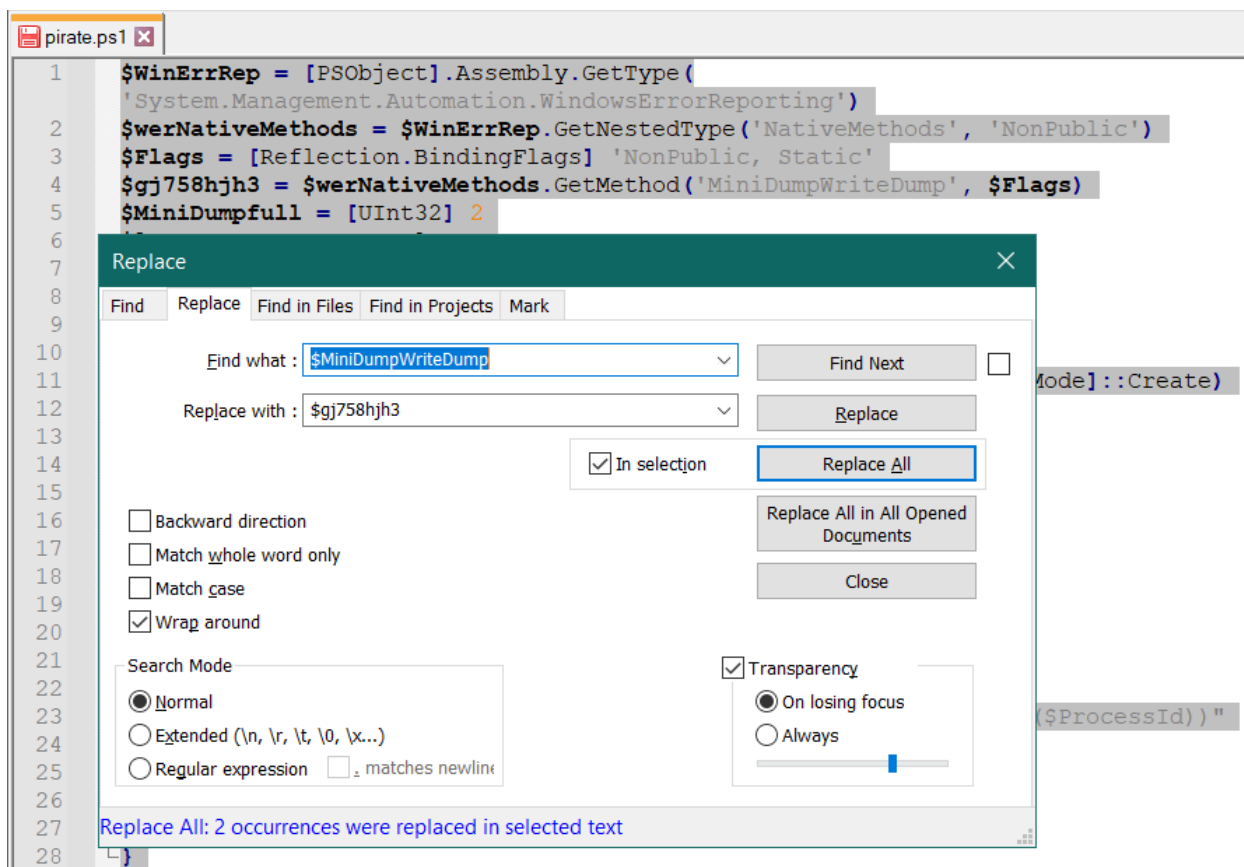 pirate.ps1
1 $WinErrRep = [PSObject].Assembly.GetType(
'System.Management.Automation.WindowsErrorReporting')
2 $werNativeMethods = $WinErrRep.GetNestedType('NativeMethods', 'NonPublic')
3 $Flags = [Reflection.BindingFlags] 'NonPublic, Static'
4 $gj758hjh3 = $werNativeMethods.GetMethod('MiniDumpWriteDump', $Flags)
5 $MiniDumpfull = [UInt32] 2
6
7
8
9
10
11 Mode]::Create)
12
13
14
15
16
17
18
19
20
21
22
23 ($ProcessId))"
24
25
26
27
28 }
Replace
Find Replace Find in Files Find in Projects Mark
Find what : $MiniDumpWriteDump Find Next
Replace with : $gj758hjh3 Replace
In selection Replace All
Replace All in All Opened
Documents
Close
Backward direction
Match whole word only
Match case
Wrap around
Search Mode
Normal
Extended (\n, \r, \t, \0, \x...)
Regular expression . matches newline
Transparency
On losing focus
Always
Replace All: 2 occurrences were replaced in selected text